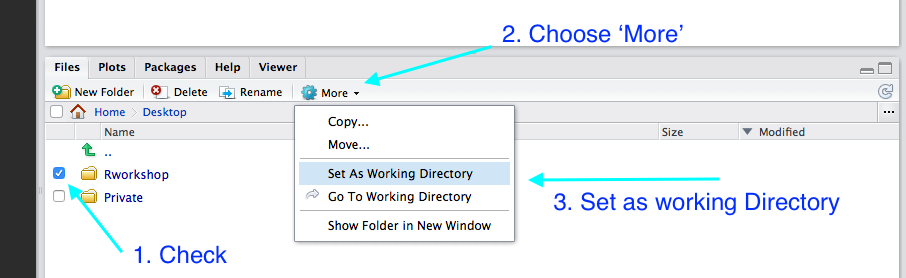 2. Choose ‘More’
Files Plots Packages Help Viewer
New Folder Delete Rename More
Home Desktop ...
Name Size Modified
..
Copy...
Move...
Set As Working Directory
Go To Working Directory
Show Folder in New Window
Rworkshop
Private
3. Set as working Directory
1. Check